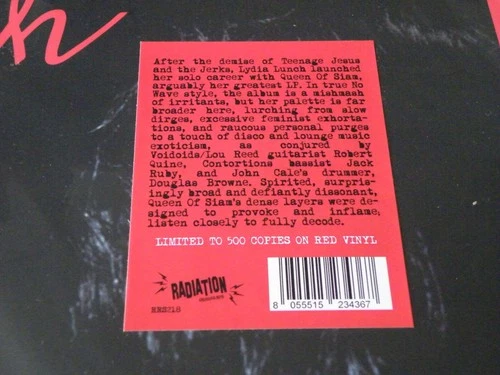 h
After the demise of Teenage Jesus
and the Jerks, Lydia Lunch launched
her solo career with Queen Of Siam,
arguably her greatest LP. In true No
Wave style, the album is a mishmash
of irritants, but her palette is far
broader here, lurching from slow
dirges, excessive feminist exhorta-
tions, and raucous personal purges
to a touch of disco and lounge music
exoticism, as conjured by
Voidoids/Lou Reed guitarist Robert
Quine, Contortions bassist Jack
Ruby, and John Cale's drummer,
Douglas Browne. Spirited, surpris-
ingly broad and defiantly dissonant,
Queen Of Siam's dense layers were de-
signed to provoke and inflame;
listen closely to fully decode.
LIMITED TO 500 COPIES ON RED VINYL
RADIATION
RRS218
8 055515 234367